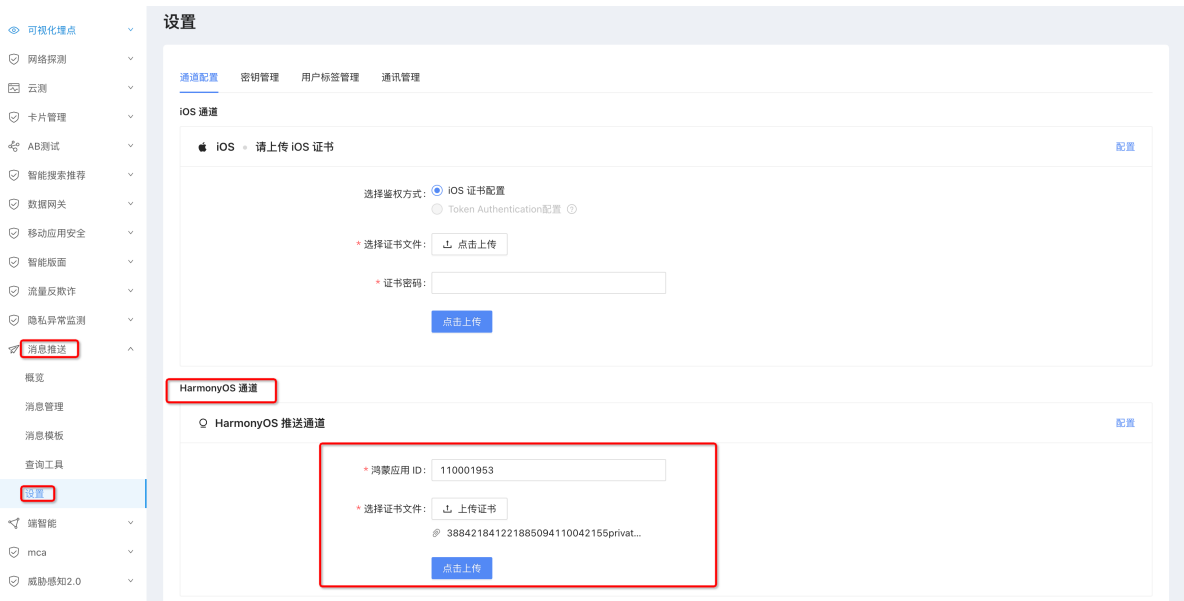 可视化埋点
网络探测
云测
卡片管理
AB测试
智能搜索推荐
数据网关
移动应用安全
智能版面
流量反欺诈
隐私异常监测
消息推送
概览
消息管理
消息模板
查询工具
设置
端智能
mca
威胁感知2.0
设置
通道配置 密钥管理 用户标签管理 通讯管理
iOS 通道
iOS 请上传 iOS 证书 配置
选择鉴权方式: iOS 证书配置
Token Authentication配置
* 选择证书文件: 点击上传
* 证书密码:
点击上传
HarmonyOS 通道
HarmonyOS 推送通道 配置
* 鸿蒙应用 ID: 110001953
* 选择证书文件: 上传证书
388421841221885094110042155privat...
点击上传